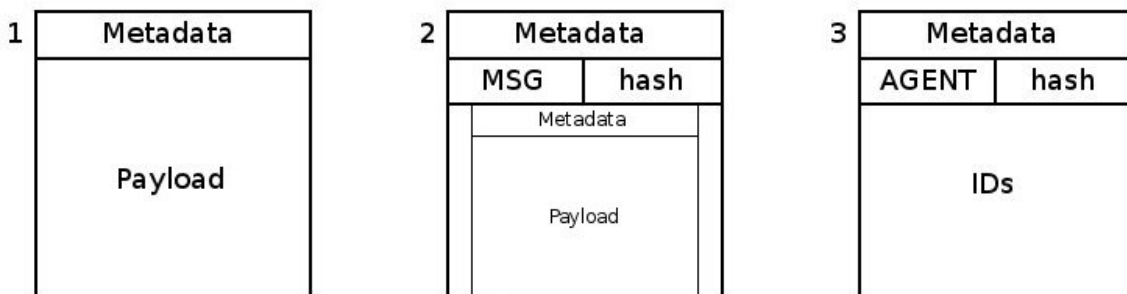 1 Metadata
Payload
2 Metadata
MSG hash
Metadata
Payload
3 Metadata
AGENT hash
IDs